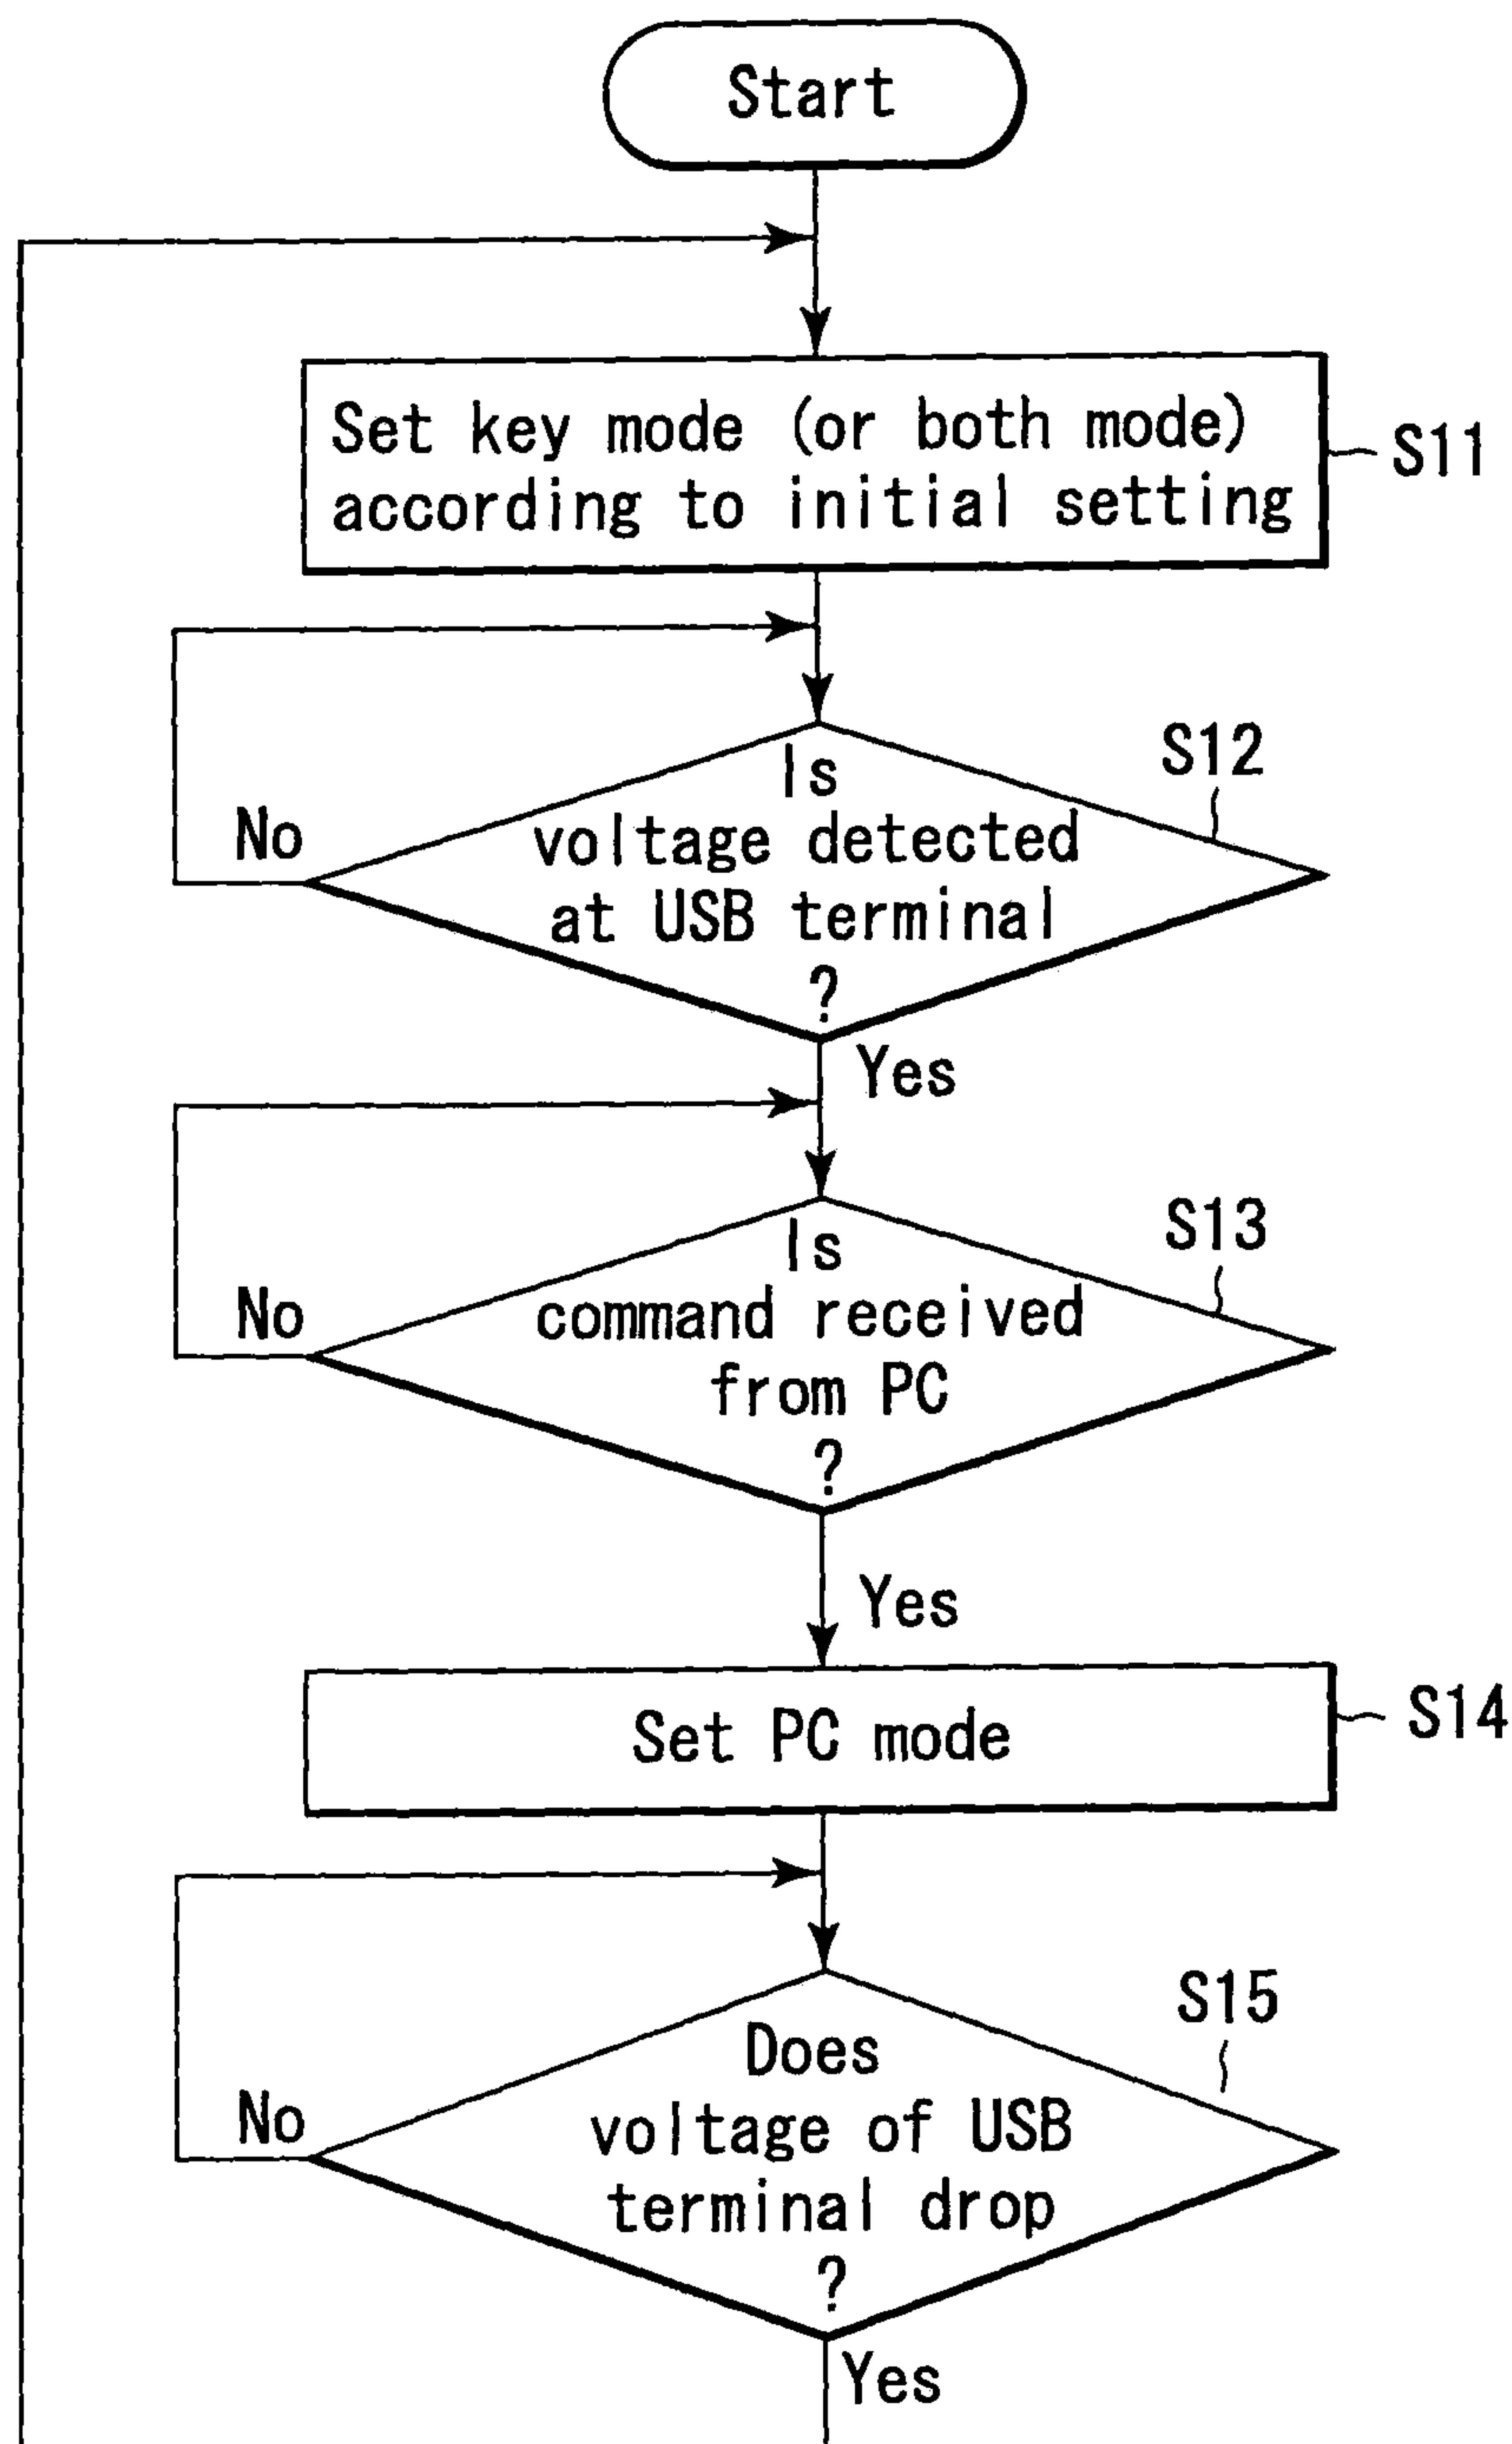 Start
Set key mode (or both mode)
according to initial setting
S11
S12
Is
voltage detected
at USB terminal
?
No
Yes
S13
Is
command received
from PC
?
No
Yes
Set PC mode
S14
S15
Does
voltage of USB
terminal drop
?
No
Yes